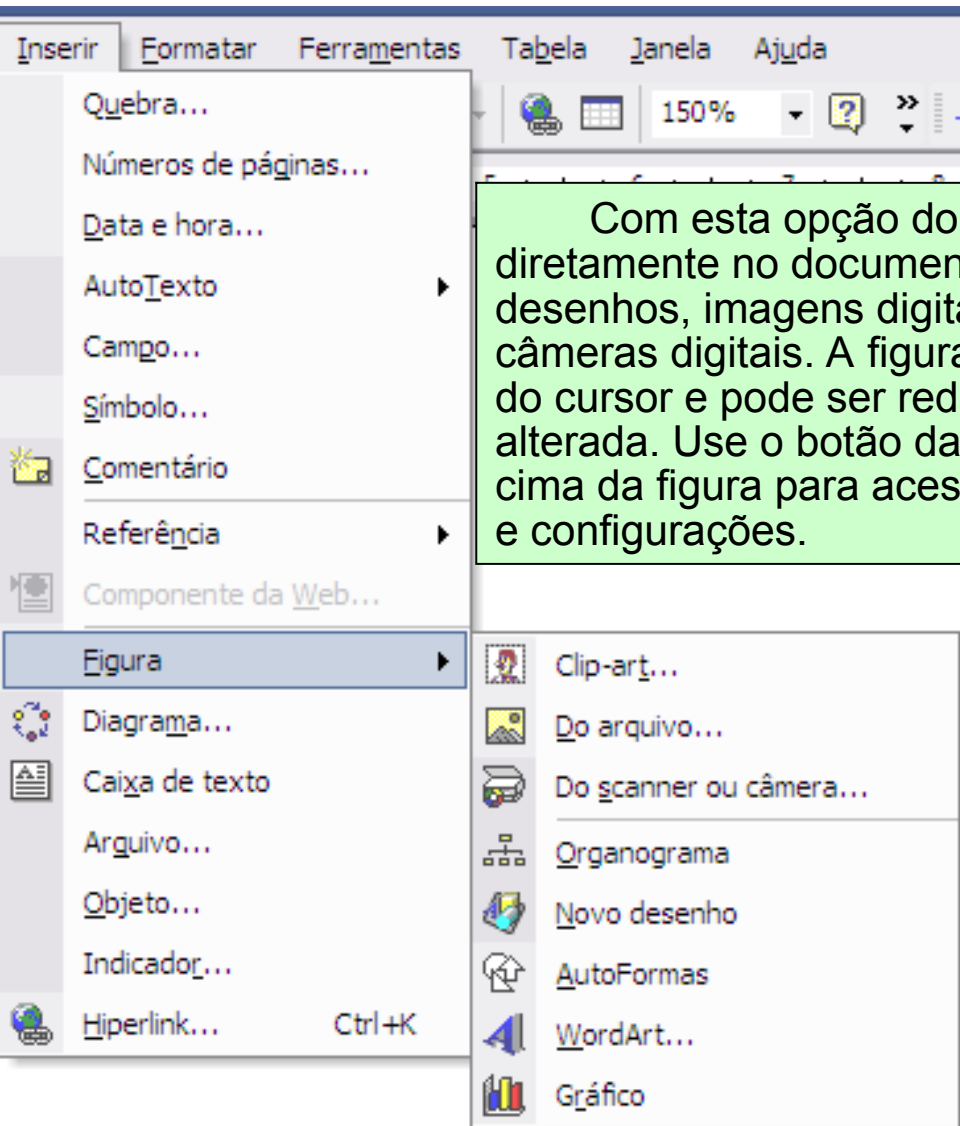 Inserir Formatar Ferramentas Tabela Janela Ajuda
150%
Quebra...
Números de páginas...
Data e hora...
AutoTexto
Campo...
Símbolo...
Comentário
Referência
Componente da Web...
Figura
Diagrama...
Caixa de texto
Arquivo...
Objeto...
Indicador...
Hiperlink... Ctrl+K
Com esta opção do
diretamente no documen
desenhos, imagens digita
câmeras digitais. A figura
do cursor e pode ser red
alterada. Use o botão da
cima da figura para aces
e configurações.
Clip-art...
Do arquivo...
Do scanner ou câmera...
Organograma
Novo desenho
AutoFormas
WordArt...
Gráfico